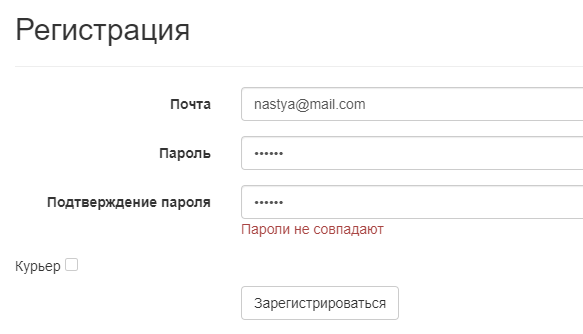 Регистрация
Почта nastya@mail.com
Пароль ••••••
Подтверждение пароля ••••••
Пароли не совпадают
Курьер
Зарегистрироваться